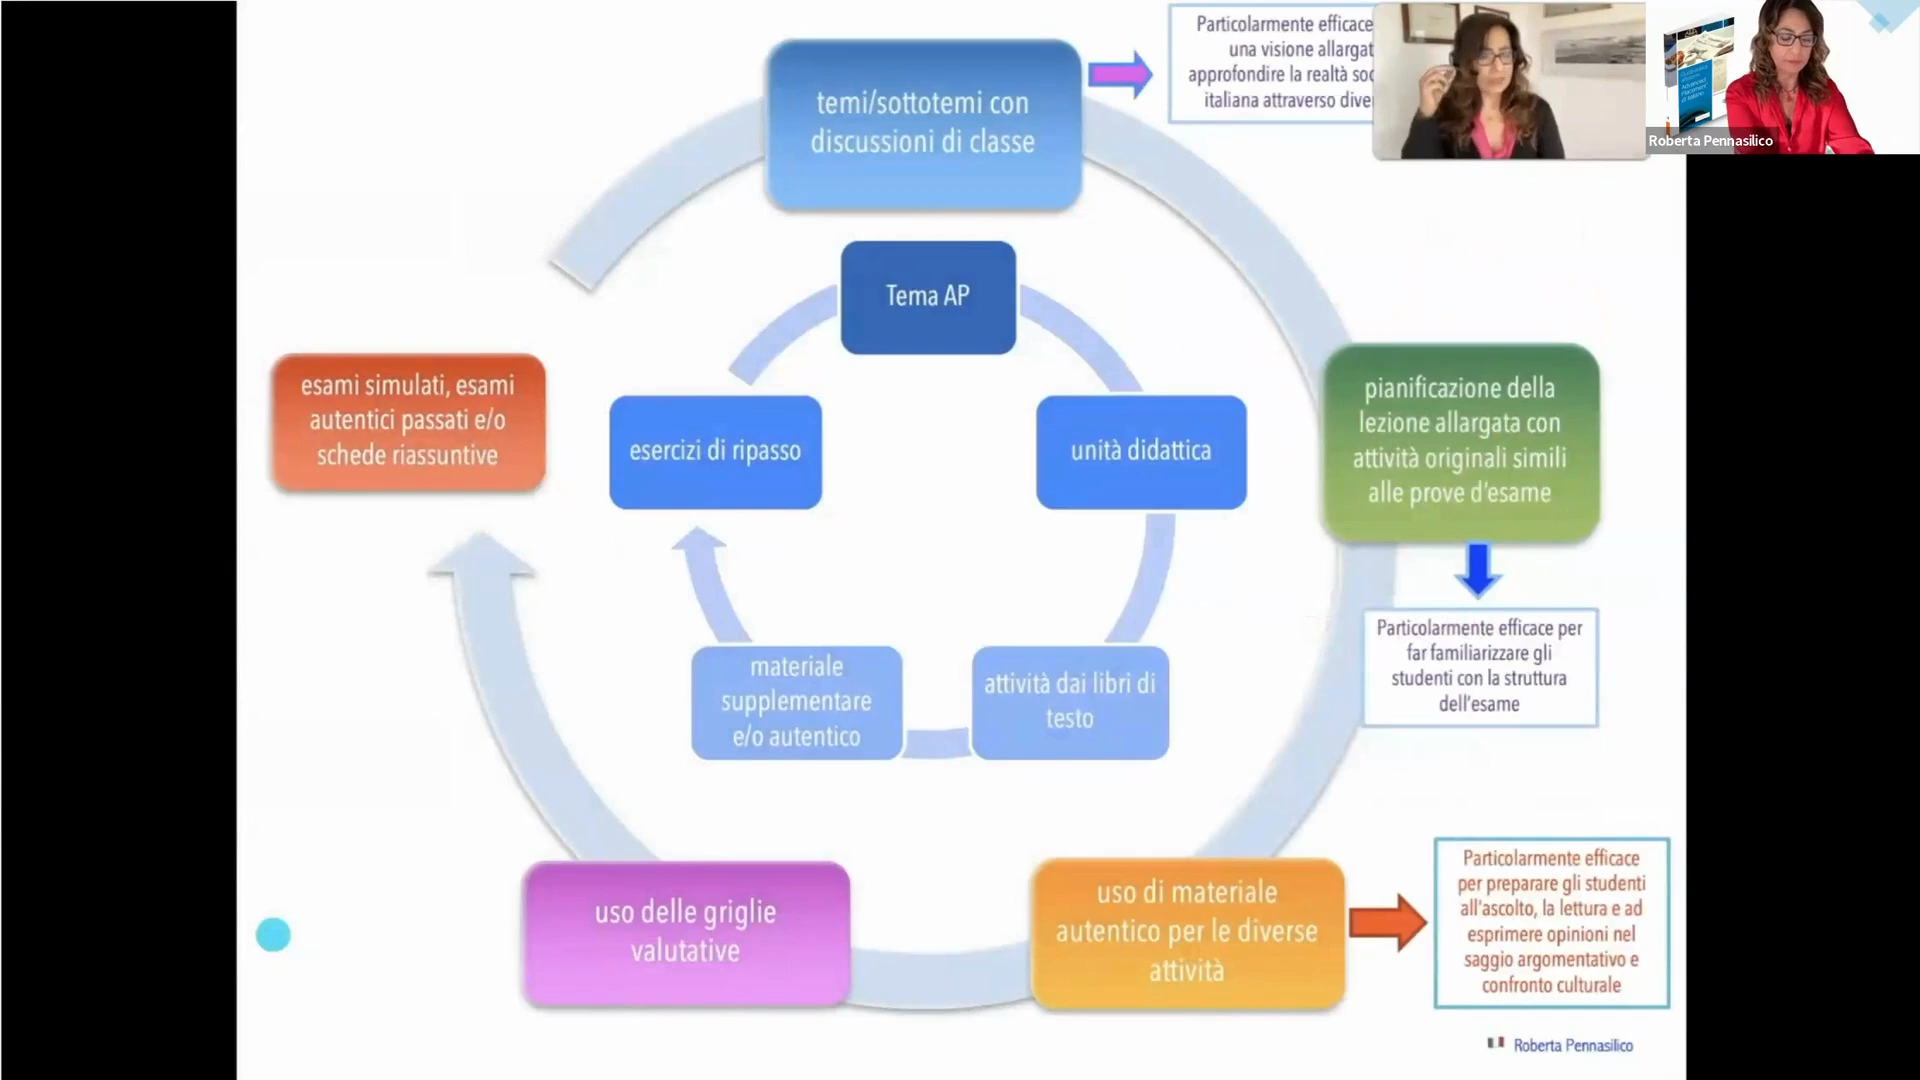 Particolarmente efficace
una visione
approfondire la realtà
italiana attraverso
Roberta Pennasilico
temi/sottotemi con
discussioni di classe
Tema AP
esami simulati, esami
autentici passati e/o
schede riassuntive
esercizi di ripasso
unità didattica
pianificazione della
lezione allargata con
attività originali simili
alle prove d'esame
Particolarmente efficace per
far familiarizzare gli
studenti con la struttura
dell'esame
materiale
supplementare
e/o autentico
attività dai libri di
testo
uso delle griglie
valutative
uso di materiale
autentico per le diverse
attività
Particolarmente efficace
per preparare gli studenti
all'ascolto, la lettura e ad
esprimere opinioni nel
saggio argomentativo e
confronto culturale
Roberta Pennasilico